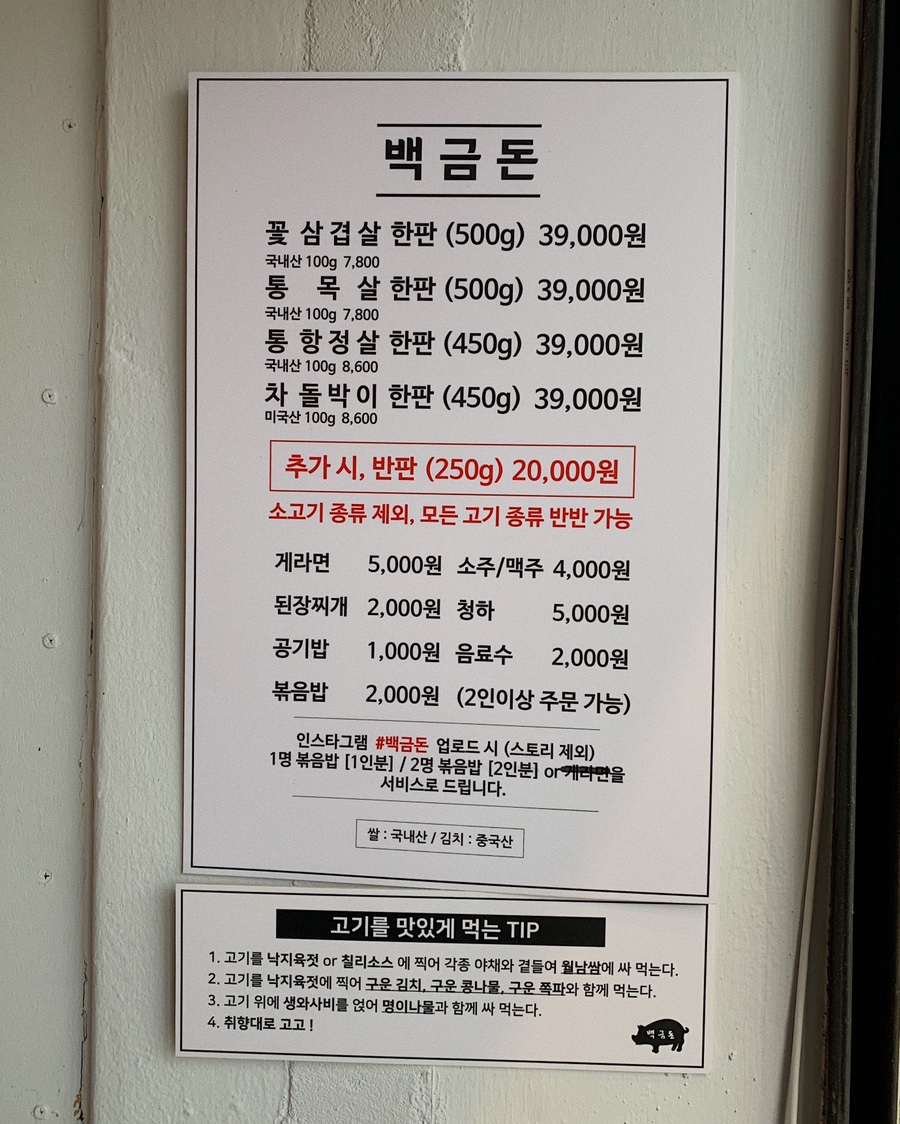 백금돈
꽃 삼겹살 한판 (500g) 39,000원
국내산 100g 7,800
통 목 살 한판 (500g) 39,000원
국내산 100g 7,800
통 항정살 한판 (450g) 39,000원
국내산 100g 8,600
차 돌박이 한판 (450g) 39,000원
미국산 100g 8,600
추가 시, 반판 (250g) 20,000원
소고기 종류 제외, 모든 고기 종류 반반 가능
게라면 5,000원 소주/맥주 4,000원
된장찌개 2,000원 청하 5,000원
공기밥 1,000원 음료수 2,000원
볶음밥 2,000원 (2인이상 주문 가능)
인스타그램 #백금돈 업로드 시 (스토리 제외)
1명 볶음밥 [1인분] / 2명 볶음밥 [2인분] or 게라면을
서비스로 드립니다.
쌀 : 국내산 / 김치 : 중국산
고기를 맛있게 먹는 TIP
1. 고기를 낙지육젓 or 칠리소스 에 찍어 각종 야채와 곁들여 월남쌈에 싸 먹는다.
2. 고기를 낙지육젓에 찍어 구운 김치, 구운 콩나물, 구운 쪽파와 함께 먹는다.
3. 고기 위에 생와사비를 얹어 명이나물과 함께 싸 먹는다.
4. 취향대로 고고 !
백금돈